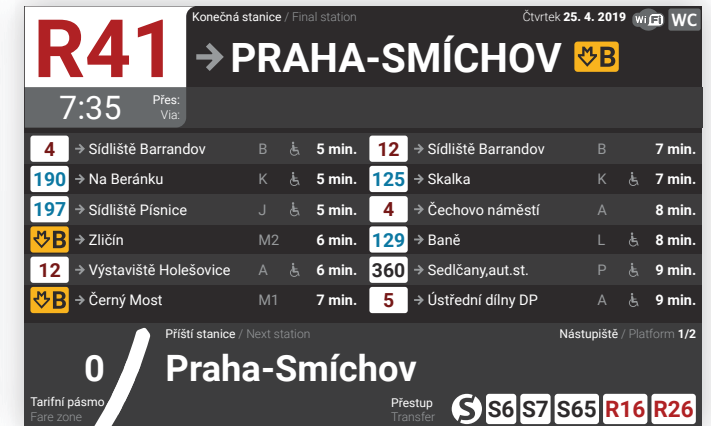 R41
Konečná stanice / Final station
Čtvrtek 25. 4. 2019
WiFi WC
→ PRAHA-SMÍCHOV B
7:35
Přes:
Via:
4 → Sídliště Barrandov B 5 min.
190 → Na Beránku K 5 min.
197 → Sídliště Písnice J 5 min.
B → Zličín M2 6 min.
12 → Výstaviště Holešovice A 6 min.
B → Černý Most M1 7 min.
12 → Sídliště Barrandov B 7 min.
125 → Skalka K 7 min.
4 → Čechovo náměstí A 8 min.
129 → Baně L 8 min.
360 → Sedlčany,aut.st. P 9 min.
5 → Ústřední dílny DP A 9 min.
Příští stanice / Next station
Nástupiště / Platform 1/2
0
Praha-Smíchov
Tarifní pásmo
Fare zone
Přestup
Transfer
S S6 S7 S65 R16 R26